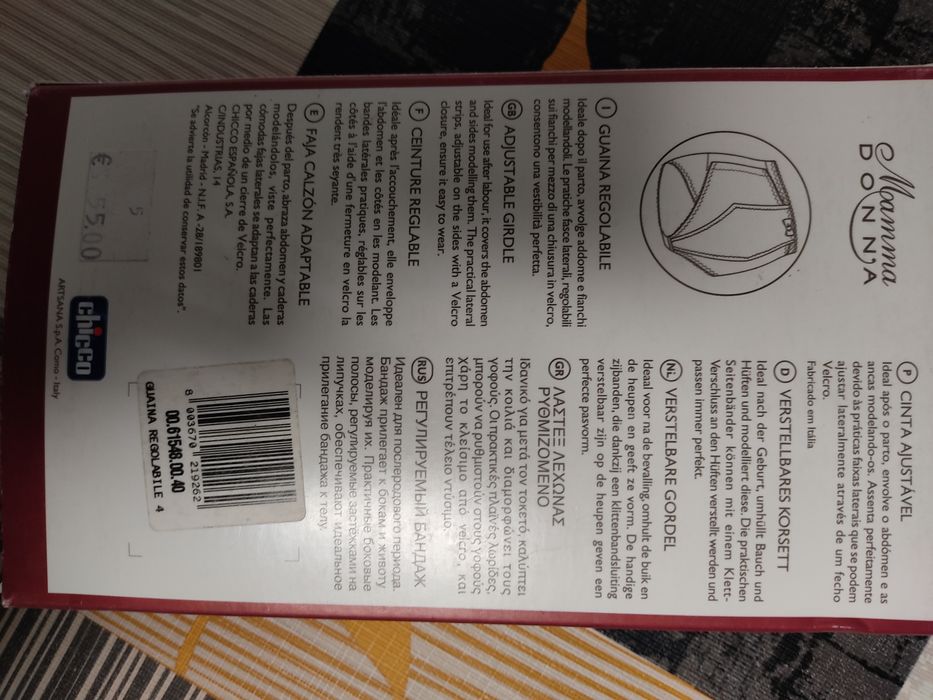 Mamma
DONN'A
I GUAINA REGOLABILE
Ideale dopo il parto, avvolge addome e fianchi
modellandoli. Le pratiche fasce laterali, regolabili
sui fianchi per mezzo di una chiusura in velcro,
consentono una vestibilità perfetta.
GB ADJUSTABLE GIRDLE
Ideal for use after labour, it covers the abdomen
and sides modelling them. The practical lateral
strips, adjustable on the sides with a Velcro
closure, ensure it easy to wear.
F CEINTURE REGLABLE
Idéale après l'accouchement, elle enveloppe
l'abdomen et les côtés en les modelant. Les
bandes latérales pratiques, réglables sur les
côtés à l'aide d'une fermeture en velcro la
rendent très seyante.
E FAJA CALZÓN ADAPTABLE
Después del parto, abraza abdomen y caderas
modelándolos, viste perfectamente. Las
cómodas fajas laterales se adaptan a las caderas
por medio de un cierre de Velcro.
CHICCO ESPAÑOLA, S.A.
C/INDUSTRIAS, 14
Alcorcón - Madrid - N.I.F. A -28/18980I
"Se advierte la utilidad de conservar estos datos".
5
€ 55,00
P CINTA AJUSTÁVEL
Ideal após o parto, envolve o abdómen e as
ancas modelando-os. Assenta perfeitamente
devido às práticas faixas laterais que se podem
ajustar lateralmente através de um fecho
Velcro.
Fabricado em Itália
D VERSTELLBARES KORSETT
Ideal nach der Geburt, umhüllt Bauch und
Hüften und modelliert diese. Die praktischen
Seitenbänder können mit einem Klett-
Verschluss an den Hüften verstellt werden und
passen immer perfekt.
NL VERSTELBARE GORDEL
Ideaal voor na de bevalling, omhult de buik en
de heupen en geeft ze vorm. De handige
zijbanden, die dankzij een klittenbandsluiting
verstelbaar zijn op de heupen geven een
perfecte pasvorm.
GR ΛΑΣΤΕΞ ΛΕΧΩΝΑΣ
ΡΥΘΜΙΖΟΜΕΝΟ
Ιδανικό για μετά τον τοκετό, καλύπτει
την κοιλιά και διαμορφώνει τους
γοφούς. Οι πρακτικές πλαϊνές λωρίδες,
μπορούν να ρυθμιστούν στους γοφούς
χάρη το κλείσιμο από velcro, και
επιτρέπουν τέλειο ντύσιμο.
RUS РЕГУЛИРУЕМЫЙ БАНДАЖ
Идеален для послеродового периода.
Бандаж прилегает к бокам и животу
моделируя их. Практичные боковые
полосы, регулируемые застёжками на
липучках, обеспечивают идеальное
прилегание бандажа к телу.
chicco
ARTSANA S.p.A. Como - Italy
8 003670 219262
00.61548.00.40
GUAINA REGOLABILE 4